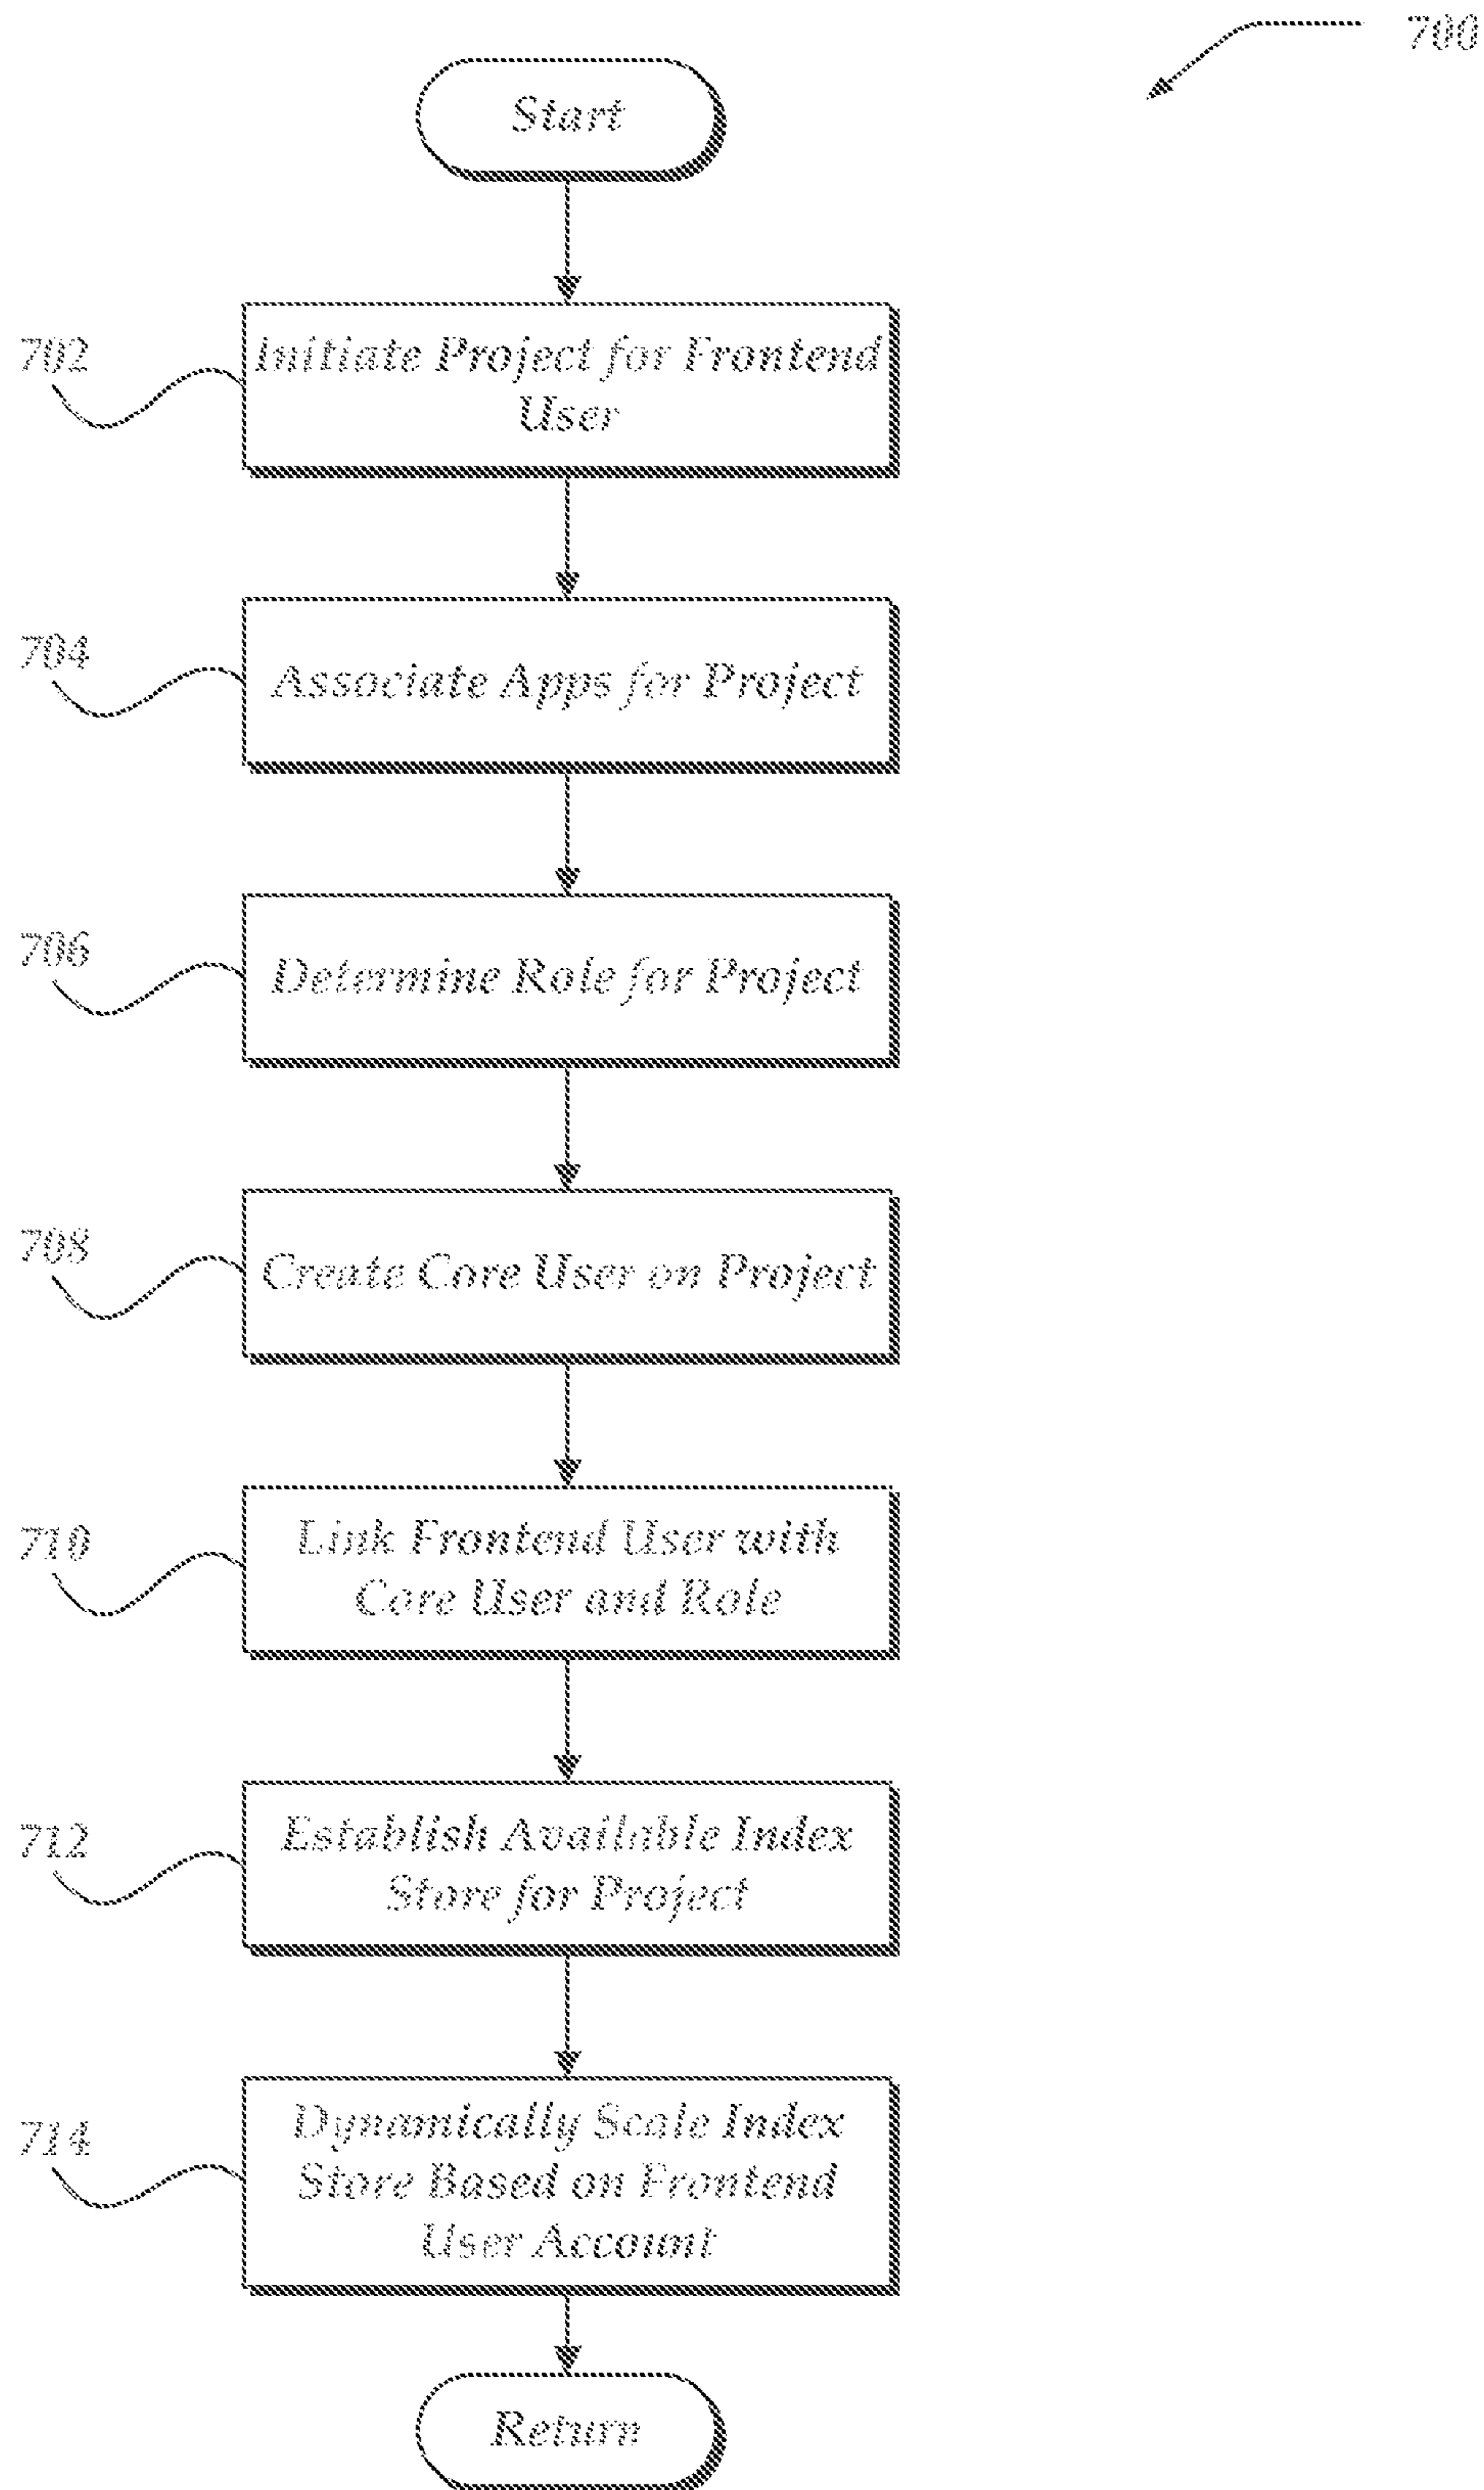 700
Start
702
Initiate Project for Frontend
User
704
Associate Apps for Project
706
Determine Role for Project
708
Create Core User on Project
710
Link Frontend User with
Core User and Role
712
Establish Available Index
Store for Project
714
Dynamically Scale Index
Store Based on Frontend
User Account
Return